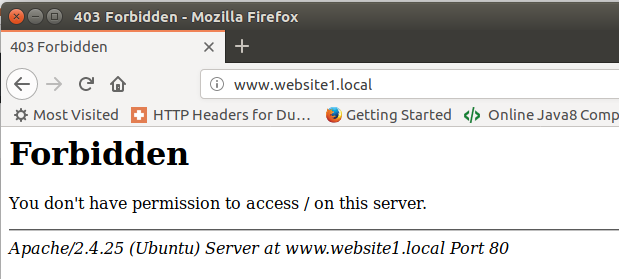 403 Forbidden - Mozilla Firefox
403 Forbidden
www.website1.local
Most Visited HTTP Headers for Du... Getting Started Online Java8 Comp
Forbidden
You don't have permission to access / on this server.
Apache/2.4.25 (Ubuntu) Server at www.website1.local Port 80